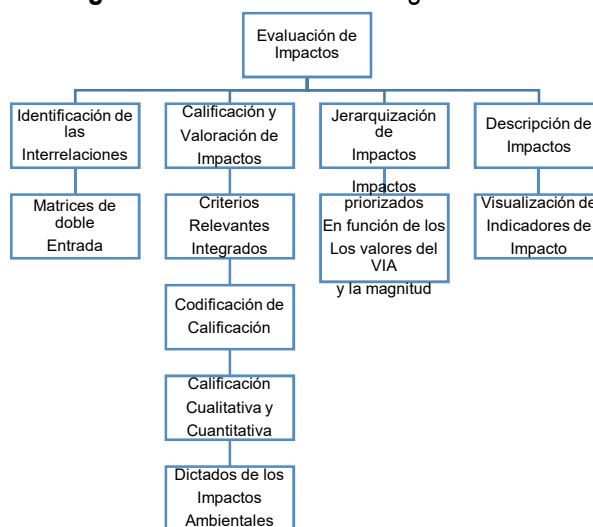 Evaluación de
Impactos
Identificación de
las
Interrelaciones
Calificación y
Valoración de
Impactos
Jerarquización
de
Impactos
Descripción de
Impactos
Matrices de
doble
Entrada
Criterios
Relevantes
Integrados
Impactos
priorizados
En función de los
Los valores del
VIA
y la magnitud
Visualización de
Indicadores de
Impacto
Codificación de
Calificación
Calificación
Cualitativa y
Cuantitativa
Dictados de los
Impactos
Ambientales